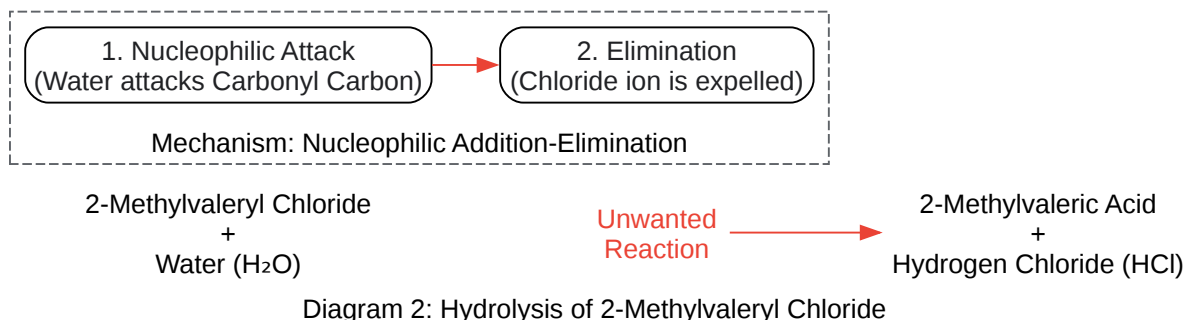 1. Nucleophilic Attack
(Water attacks Carbonyl Carbon)
2. Elimination
(Chloride ion is expelled)
Mechanism: Nucleophilic Addition-Elimination
2-Methylvaleryl Chloride
+
Water (H₂O)
Unwanted
Reaction
2-Methylvaleric Acid
+
Hydrogen Chloride (HCl)
Diagram 2: Hydrolysis of 2-Methylvaleryl Chloride